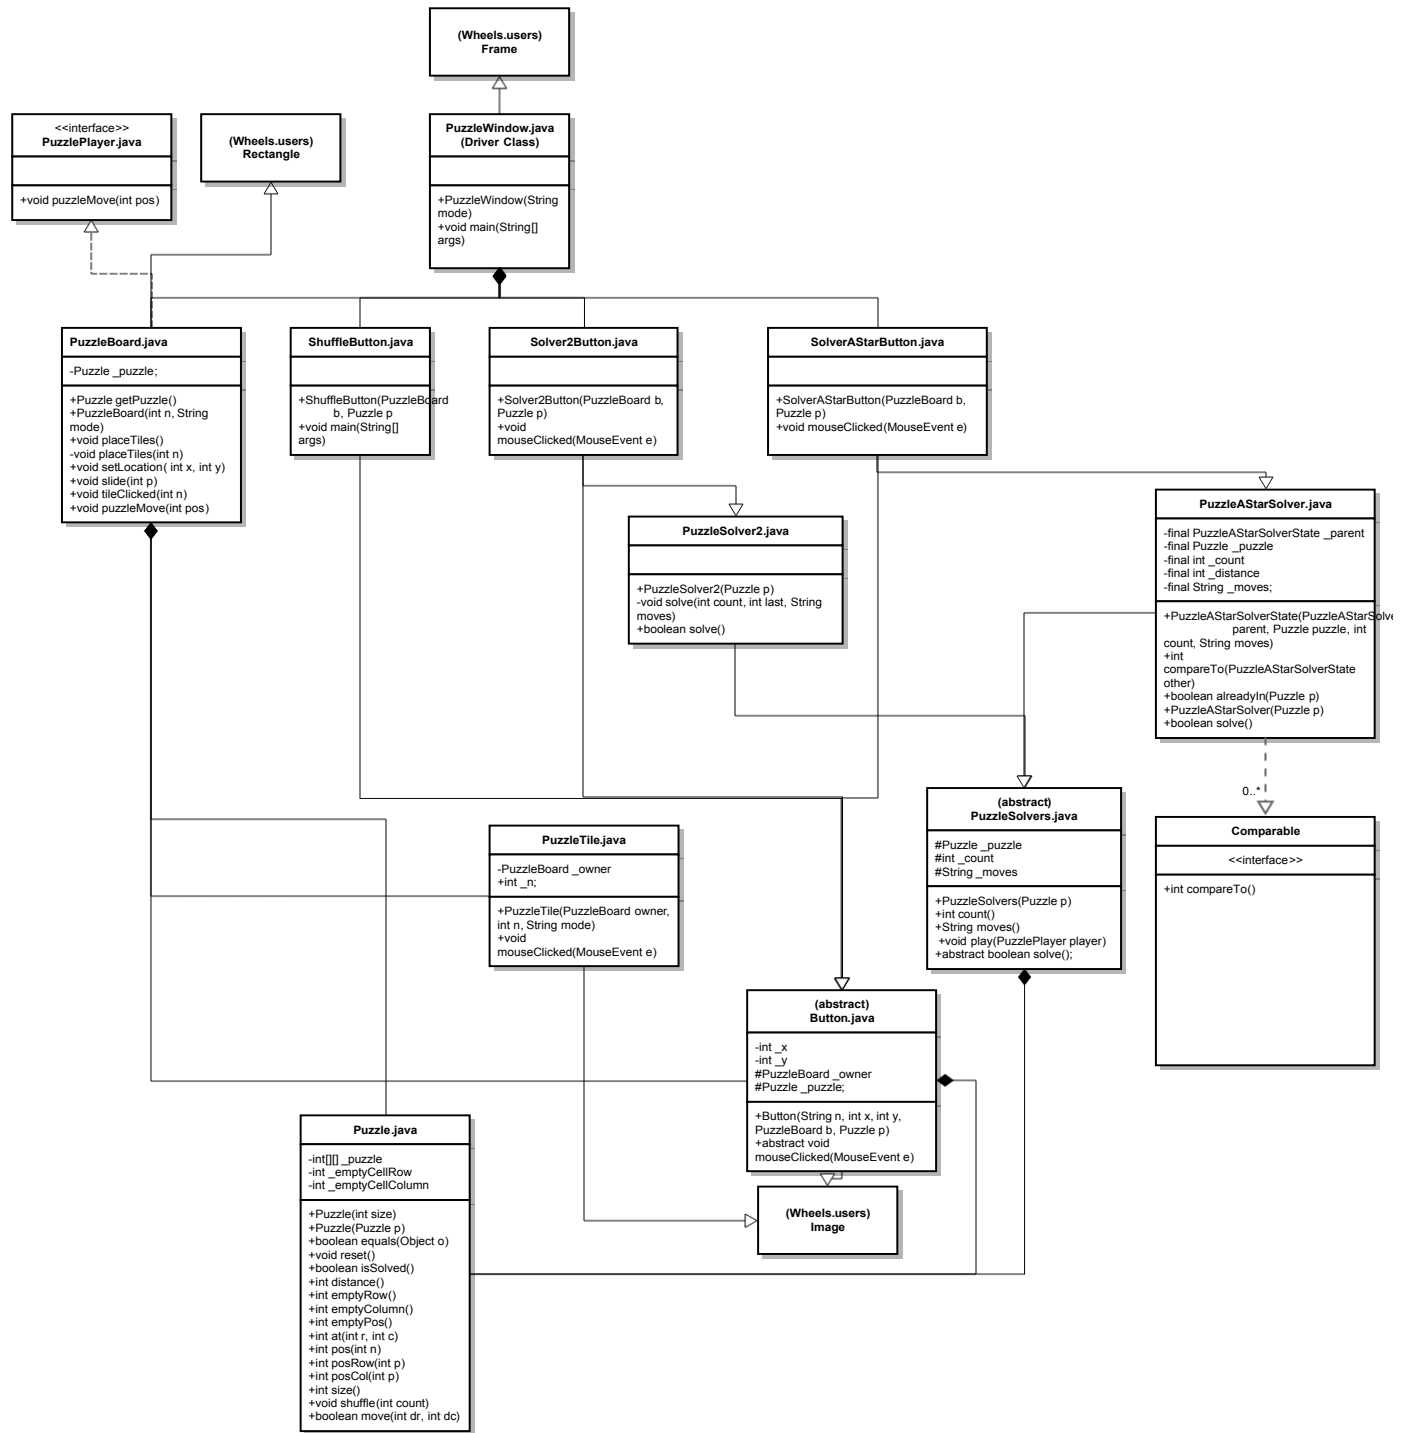 (Wheels.users)
Frame
<<interface>>
PuzzlePlayer.java
+void puzzleMove(int pos)
(Wheels.users)
Rectangle
PuzzleWindow.java
(Driver Class)
+PuzzleWindow(String
mode)
+void main(String[]
args)
PuzzleBoard.java
-Puzzle _puzzle;
+Puzzle getPuzzle()
+PuzzleBoard(int n, String
mode)
+void placeTiles()
-void placeTiles(int n)
+void setLocation( int x, int y)
+void slide(int p)
+void tileClicked(int n)
+void puzzleMove(int pos)
ShuffleButton.java
+ShuffleButton(PuzzleBoard
b, Puzzle p
+void main(String[]
args)
Solver2Button.java
+Solver2Button(PuzzleBoard b,
Puzzle p)
+void
mouseClicked(MouseEvent e)
SolverAStarButton.java
+SolverAStarButton(PuzzleBoard b,
Puzzle p)
+void mouseClicked(MouseEvent e)
PuzzleSolver2.java
+PuzzleSolver2(Puzzle p)
-void solve(int count, int last, String
moves)
+boolean solve()
PuzzleAStarSolver.java
-final PuzzleAStarSolverState _parent
-final Puzzle _puzzle
-final int _count
-final int _distance
-final String _moves;
+PuzzleAStarSolverState(PuzzleAStarSolve
parent, Puzzle puzzle, int
count, String moves)
+int
compareTo(PuzzleAStarSolverState
other)
+boolean alreadyIn(Puzzle p)
+PuzzleAStarSolver(Puzzle p)
+boolean solve()
0..*
Comparable
<<interface>>
+int compareTo()
(abstract)
PuzzleSolvers.java
#Puzzle _puzzle
#int _count
#String _moves
+PuzzleSolvers(Puzzle p)
+int count()
+String moves()
+void play(PuzzlePlayer player)
+abstract boolean solve();
PuzzleTile.java
-PuzzleBoard _owner
+int _n;
+PuzzleTile(PuzzleBoard owner,
int n, String mode)
+void
mouseClicked(MouseEvent e)
(abstract)
Button.java
-int _x
-int _y
#PuzzleBoard _owner
#Puzzle _puzzle;
+Button(String n, int x, int y,
PuzzleBoard b, Puzzle p)
+abstract void
mouseClicked(MouseEvent e)
(Wheels.users)
Image
Puzzle.java
-int[][] _puzzle
-int _emptyCellRow
-int _emptyCellColumn
+Puzzle(int size)
+Puzzle(Puzzle p)
+boolean equals(Object o)
+void reset()
+boolean isSolved()
+int distance()
+int emptyRow()
+int emptyColumn()
+int emptyPos()
+int at(int r, int c)
+int pos(int n)
+int posRow(int p)
+int posCol(int p)
+int size()
+void shuffle(int count)
+boolean move(int dr, int dc)